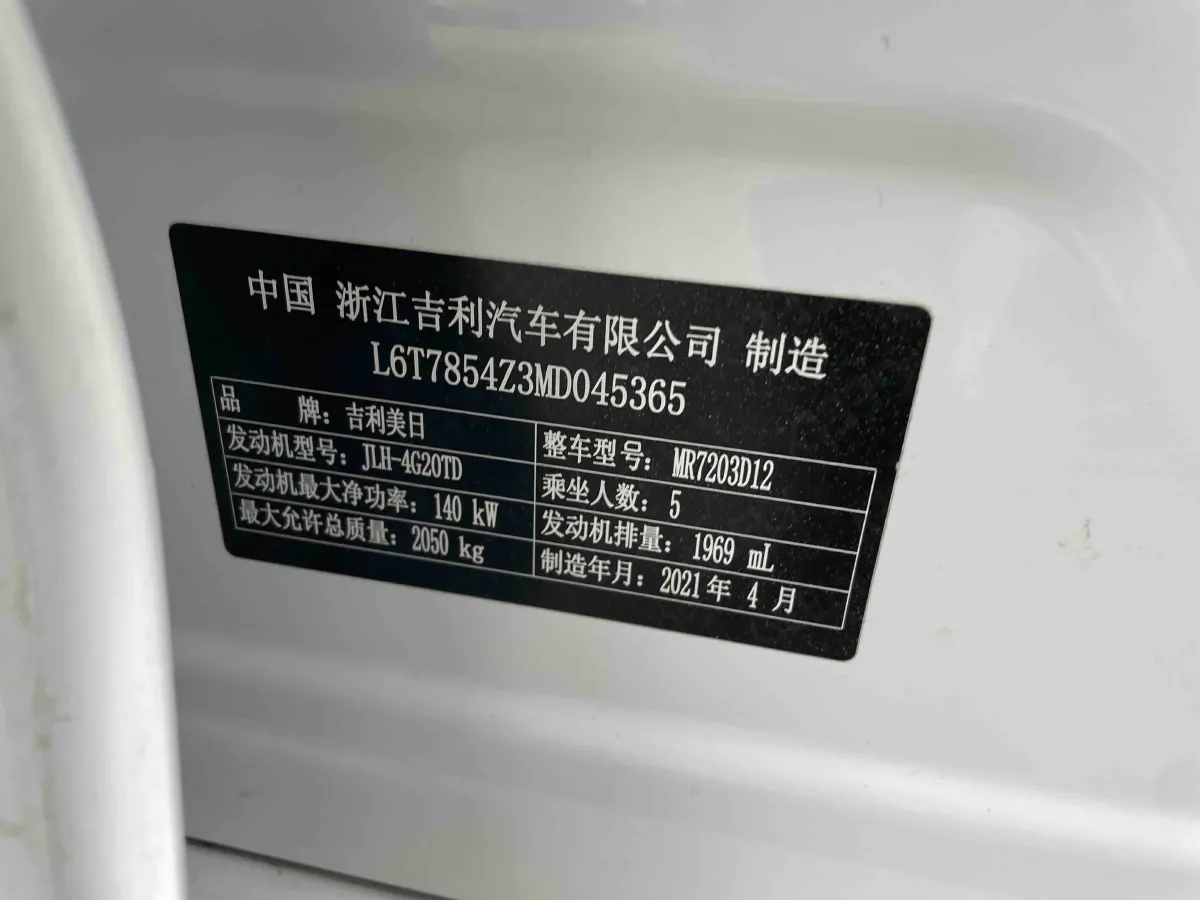 中国 浙江吉利汽车有限公司 制造
L6T7854Z3MD045365
品 牌：吉利美日
整车型号：MR7203D12
发动机型号：JLH-4G20TD
乘坐人数：5
发动机最大净功率：140 kW
发动机排量：1969 mL
最大允许总质量：2050 kg
制造年月：2021年 4 月